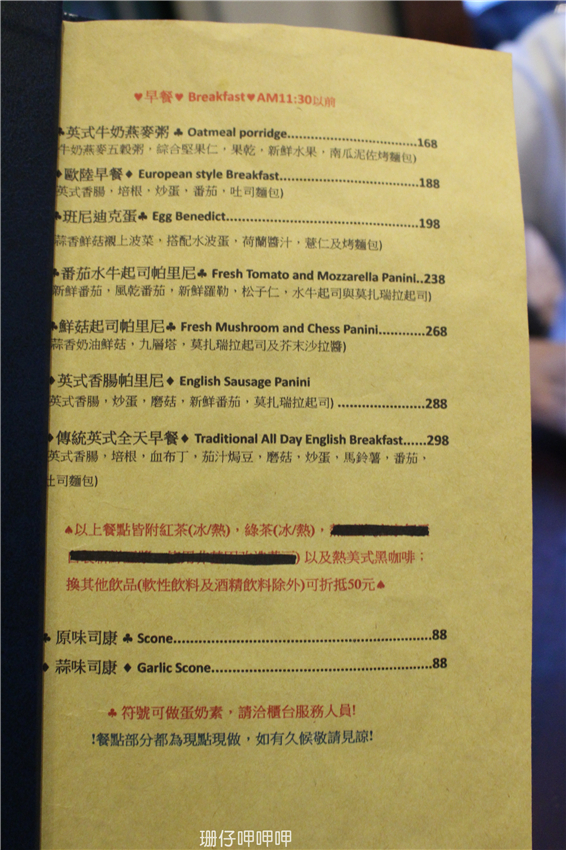 ♥早餐♥ Breakfast♥AM11:30以前
♣英式牛奶燕麥粥 ♣ Oatmeal porridge........................168
牛奶燕麥五穀粥，綜合堅果仁，果乾，新鮮水果，南瓜泥佐烤麵包)
♦歐陸早餐♦ European style Breakfast........................188
英式香腸，培根，炒蛋，番茄，吐司麵包)
♣班尼迪克蛋♣ Egg Benedict........................198
蒜香鮮菇襯上波菜，搭配水波蛋，荷蘭醬汁，薏仁及烤麵包)
♣番茄水牛起司帕里尼♣ Fresh Tomato and Mozzarella Panini..238
新鮮番茄，風乾番茄，新鮮羅勒，松子仁，水牛起司與莫扎瑞拉起司)
♣鮮菇起司帕里尼♣ Fresh Mushroom and Chess Panini............268
蒜香奶油鮮菇，九層塔，莫扎瑞拉起司及芥末沙拉醬)
♦英式香腸帕里尼♦ English Sausage Panini
英式香腸，炒蛋，磨菇，新鮮番茄，莫扎瑞拉起司) ....................288
♦傳統英式全天早餐♦ Traditional All Day English Breakfast......298
英式香腸，培根，血布丁，茄汁焗豆，磨菇，炒蛋，馬鈴薯，番茄，
吐司麵包)
♠以上餐點皆附紅茶(冰/熱)，綠茶(冰/熱)，
) 以及熱美式黑咖啡；
換其他飲品(軟性飲料及酒精飲料除外)可折抵50元♠
♣ 原味司康 ♣ Scone........................88
♦ 蒜味司康 ♦ Garlic Scone........................88
♣ 符號可做蛋奶素，請洽櫃台服務人員!
!餐點部分都為現點現做，如有久候敬請見諒!
珊仔呷呷呷